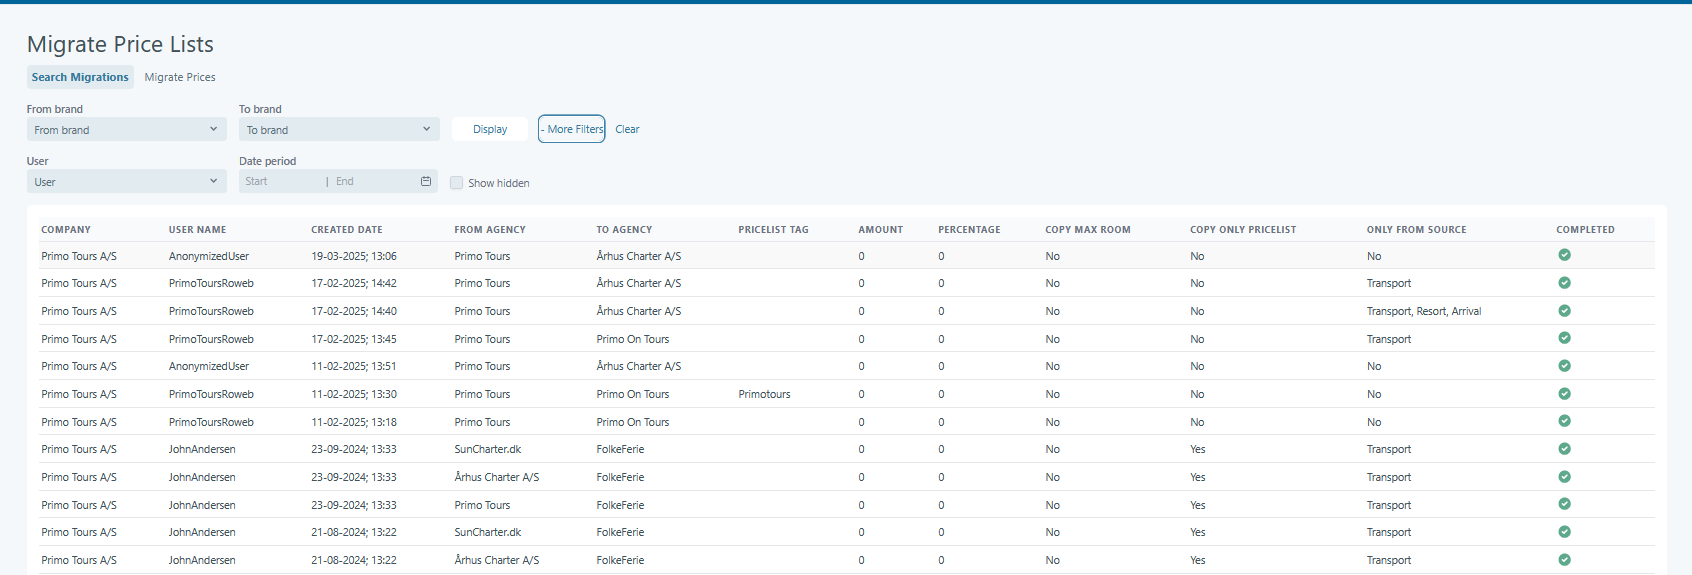 Migrate Price Lists
Search Migrations Migrate Prices
From brand To brand
From brand To brand Display - More Filters Clear
User Date period
User Start | End Show hidden
COMPANY USER NAME CREATED DATE FROM AGENCY TO AGENCY PRICELIST TAG AMOUNT PERCENTAGE COPY MAX ROOM COPY ONLY PRICELIST ONLY FROM SOURCE COMPLETED
Primo Tours A/S AnonymizedUser 19-03-2025; 13:06 Primo Tours Århus Charter A/S 0 0 No No No
Primo Tours A/S PrimoToursRoweb 17-02-2025; 14:42 Primo Tours Århus Charter A/S 0 0 No No Transport
Primo Tours A/S PrimoToursRoweb 17-02-2025; 14:40 Primo Tours Århus Charter A/S 0 0 No No Transport, Resort, Arrival
Primo Tours A/S PrimoToursRoweb 17-02-2025; 13:45 Primo Tours Primo On Tours 0 0 No No Transport
Primo Tours A/S AnonymizedUser 11-02-2025; 13:51 Primo Tours Århus Charter A/S 0 0 No No No
Primo Tours A/S PrimoToursRoweb 11-02-2025; 13:30 Primo Tours Primo On Tours Primotours 0 0 No No No
Primo Tours A/S PrimoToursRoweb 11-02-2025; 13:18 Primo Tours Primo On Tours 0 0 No No No
Primo Tours A/S JohnAndersen 23-09-2024; 13:33 SunCharter.dk FolkeFerie 0 0 No Yes Transport
Primo Tours A/S JohnAndersen 23-09-2024; 13:33 Århus Charter A/S FolkeFerie 0 0 No Yes Transport
Primo Tours A/S JohnAndersen 23-09-2024; 13:33 Primo Tours FolkeFerie 0 0 No Yes Transport
Primo Tours A/S JohnAndersen 21-08-2024; 13:22 SunCharter.dk FolkeFerie 0 0 No Yes Transport
Primo Tours A/S JohnAndersen 21-08-2024; 13:22 Århus Charter A/S FolkeFerie 0 0 No Yes Transport